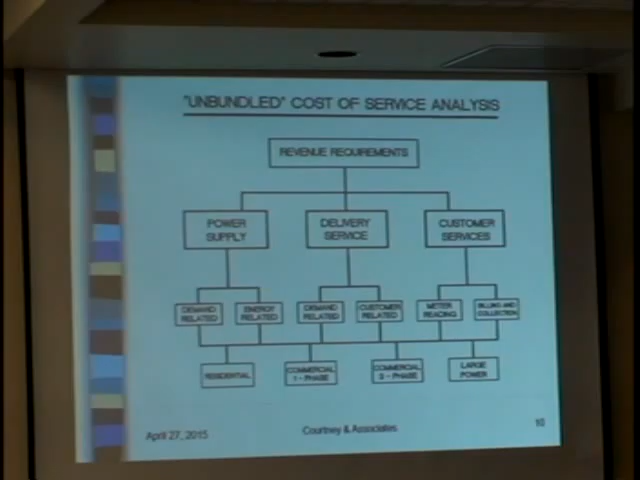 "UNBUNDLED" COST OF SERVICE ANALYSIS
REVENUE REQUIREMENTS
POWER
SUPPLY
DELIVERY
SERVICE
CUSTOMER
SERVICES
DEMAND
RELATED
ENERGY
RELATED
DEMAND
RELATED
CUSTOMER
RELATED
METER
READING
BILLING AND
COLLECTION
RESIDENTIAL
COMMERCIAL
1 - PHASE
COMMERCIAL
3 - PHASE
LARGE
POWER
April 27, 2015
Courtney & Associates
10